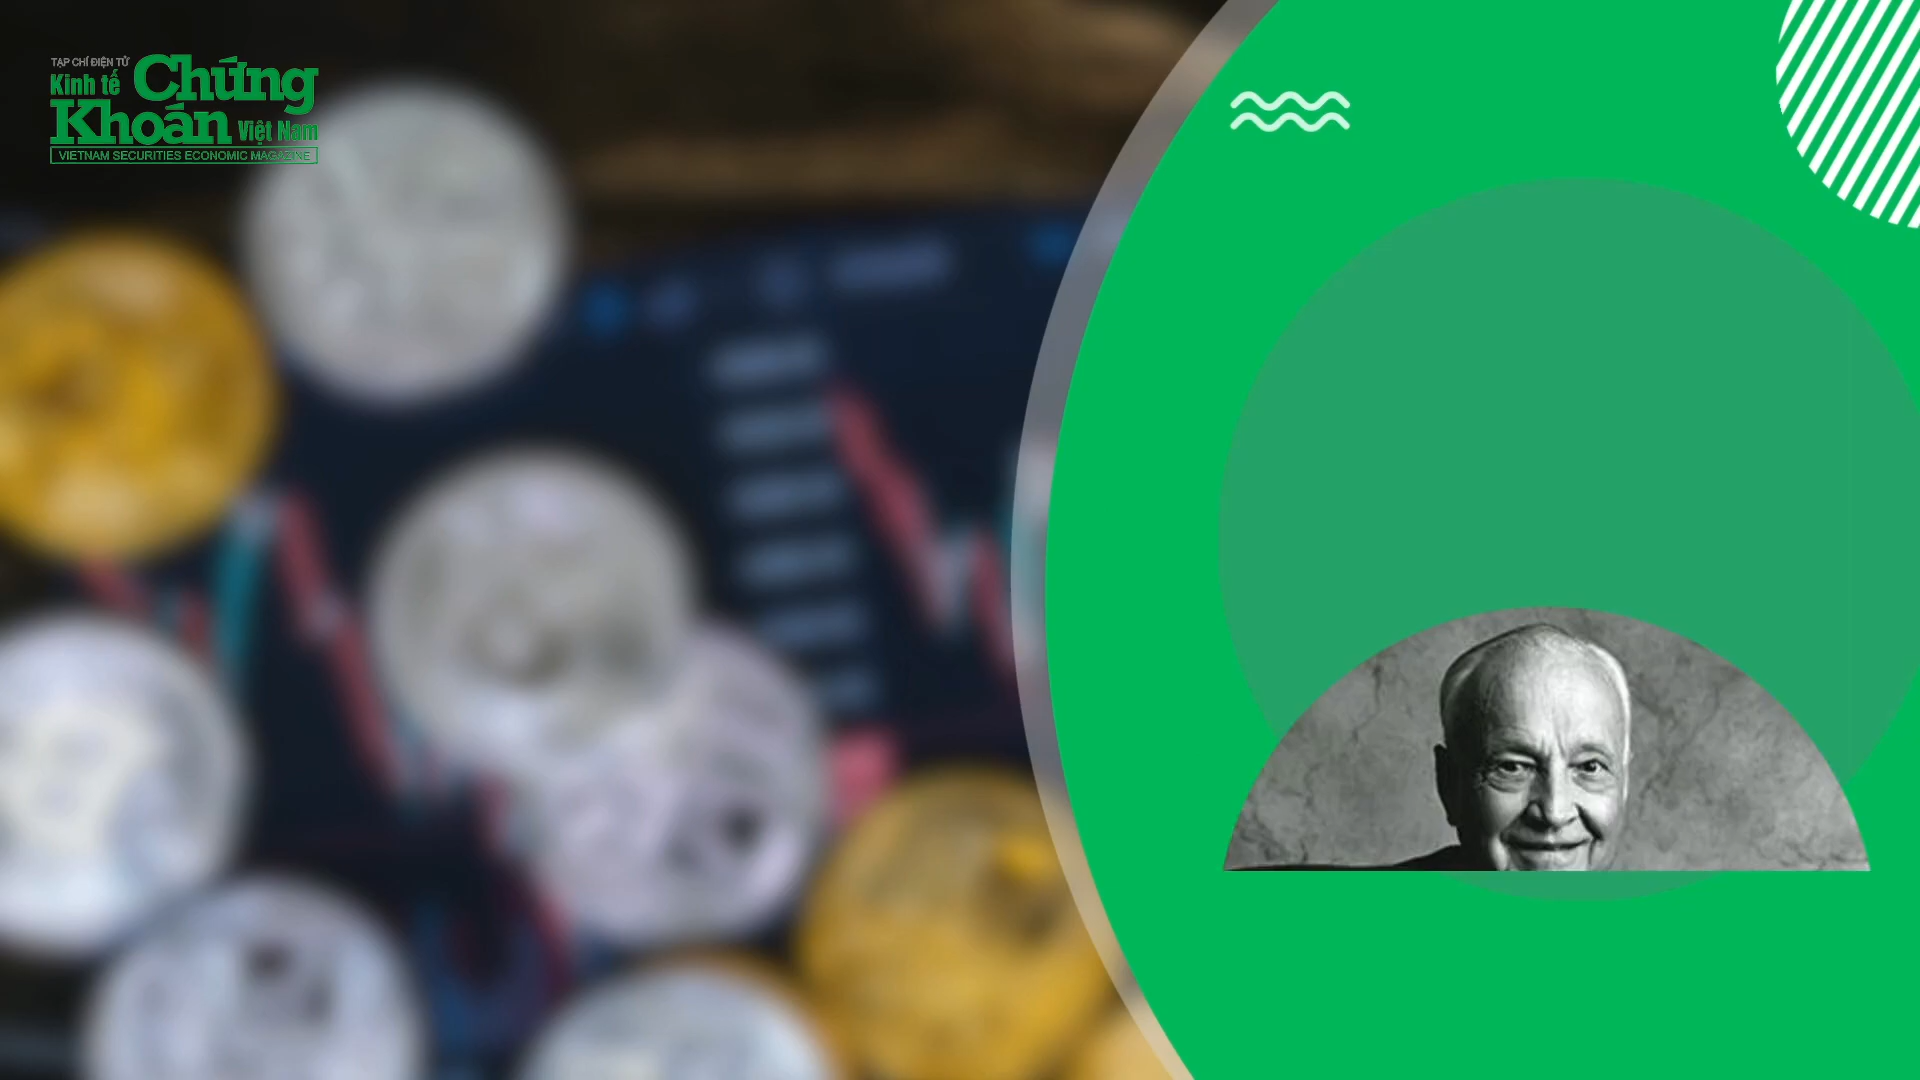 TẠP CHÍ ĐIỆN TỬ
Kinh tế Chứng
Khoán Việt Nam
VIETNAM SECURITIES ECONOMIC MAGAZINE